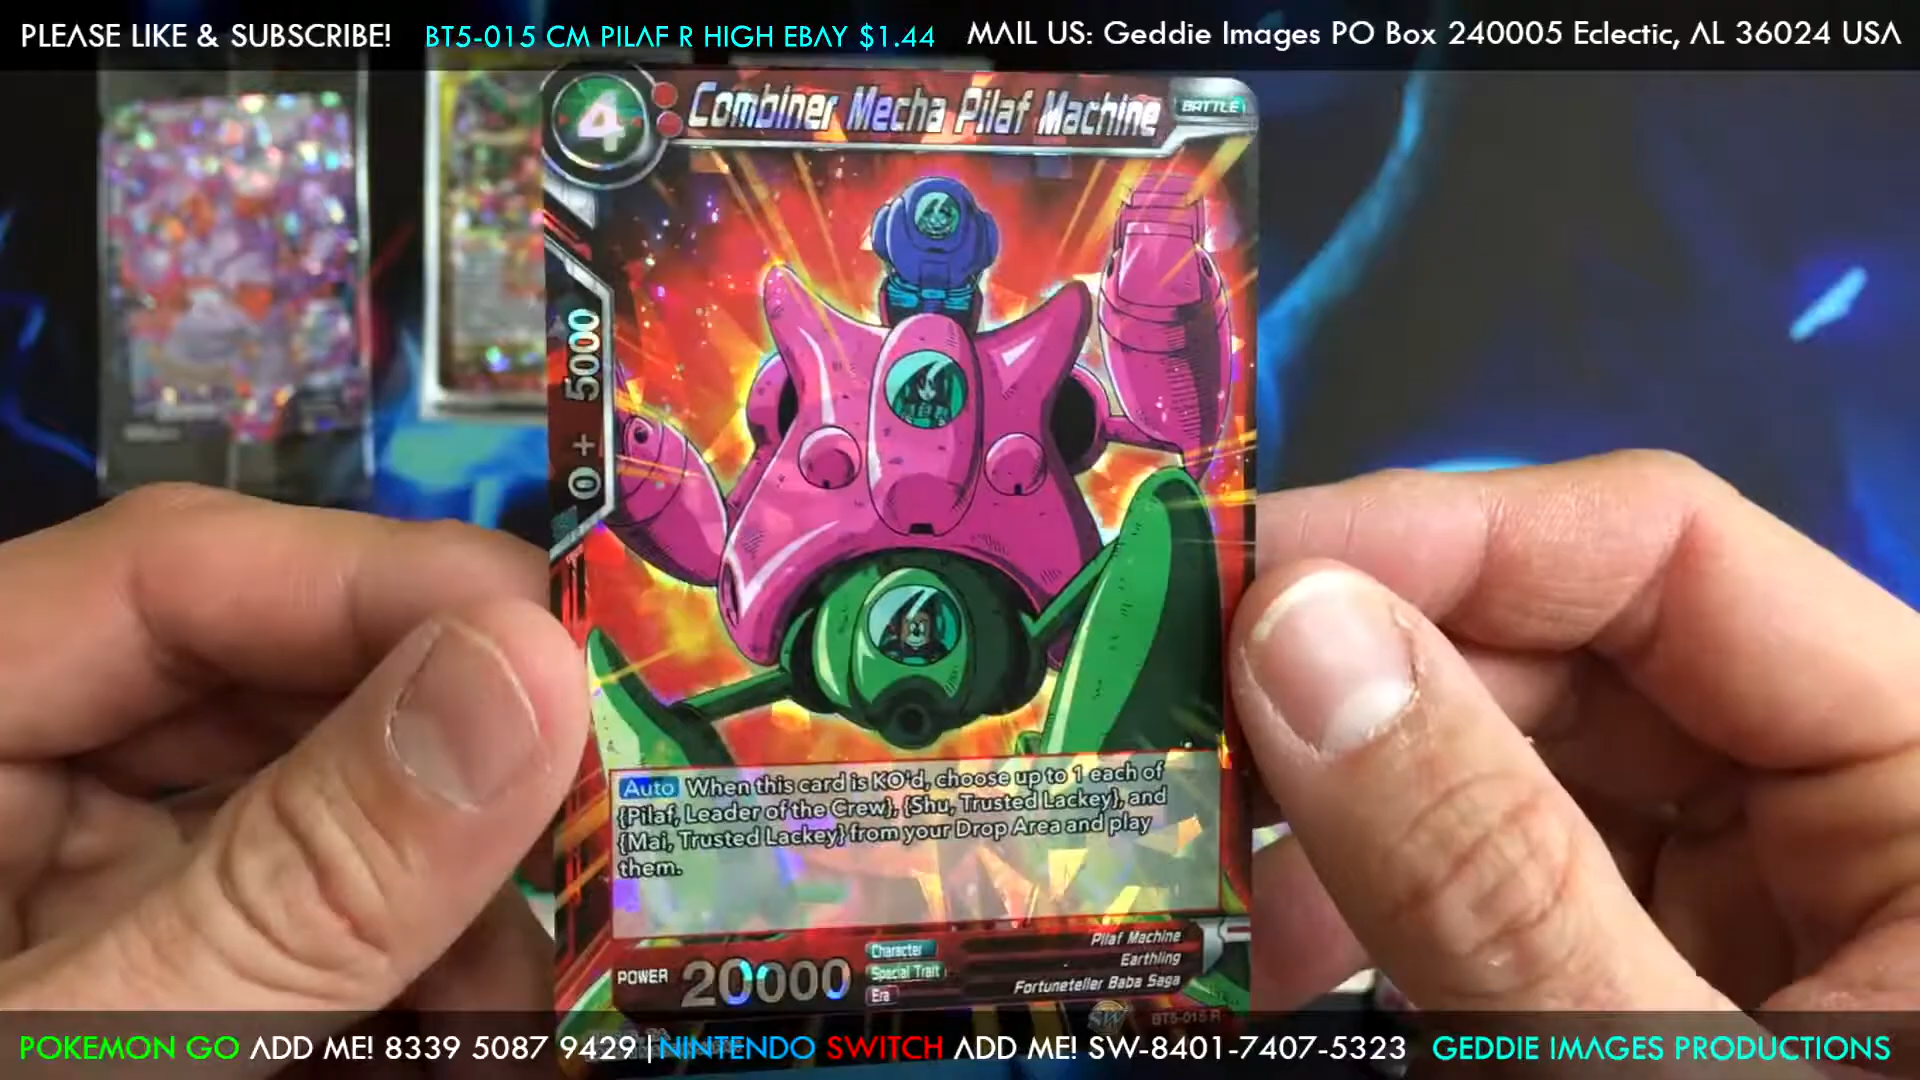 PLEASE LIKE & SUBSCRIBE! BT5-015 CM PILAF R HIGH EBAY $1.44 MAIL US: Geddie Images PO Box 240005 Eclectic, AL 36024 USA
4 Combiner Mecha Pilaf Machine BATTLE
0 + 5000
Auto When this card is KO'd, choose up to 1 each of
{Pilaf, Leader of the Crew}, {Shu, Trusted Lackey}, and
{Mai, Trusted Lackey} from your Drop Area and play
them.
POWER 20000
Character Pilaf Machine
Special Trait Earthling
Era Fortuneteller Baba Saga
SW BT5-015 R
POKEMON GO ADD ME! 8339 5087 9429 | NINTENDO SWITCH ADD ME! SW-8401-7407-5323 GEDDIE IMAGES PRODUCTIONS